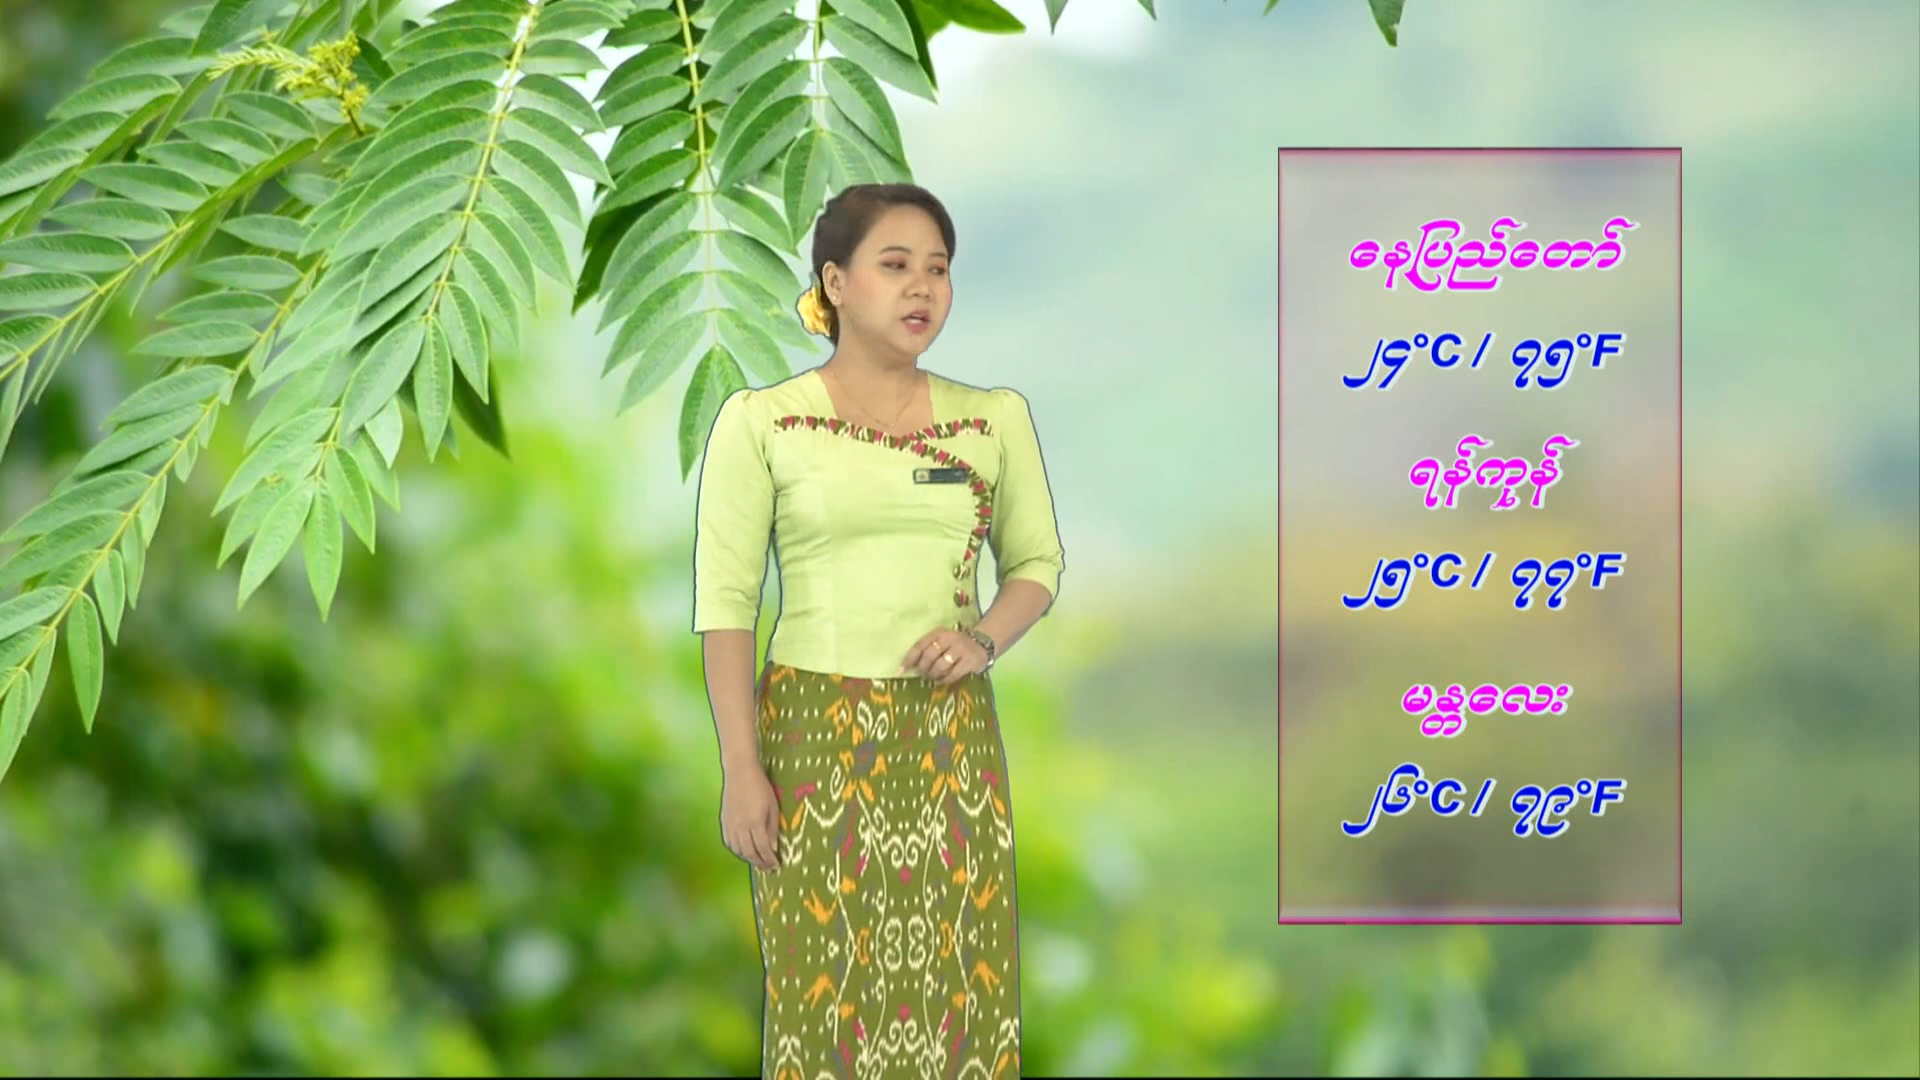 နေပြည်တော်
၂၄°C / ၇၅°F
ရန်ကုန်
၂၅°C / ၇၇°F
မန္တလေး
၂၆°C / ၇၉°F